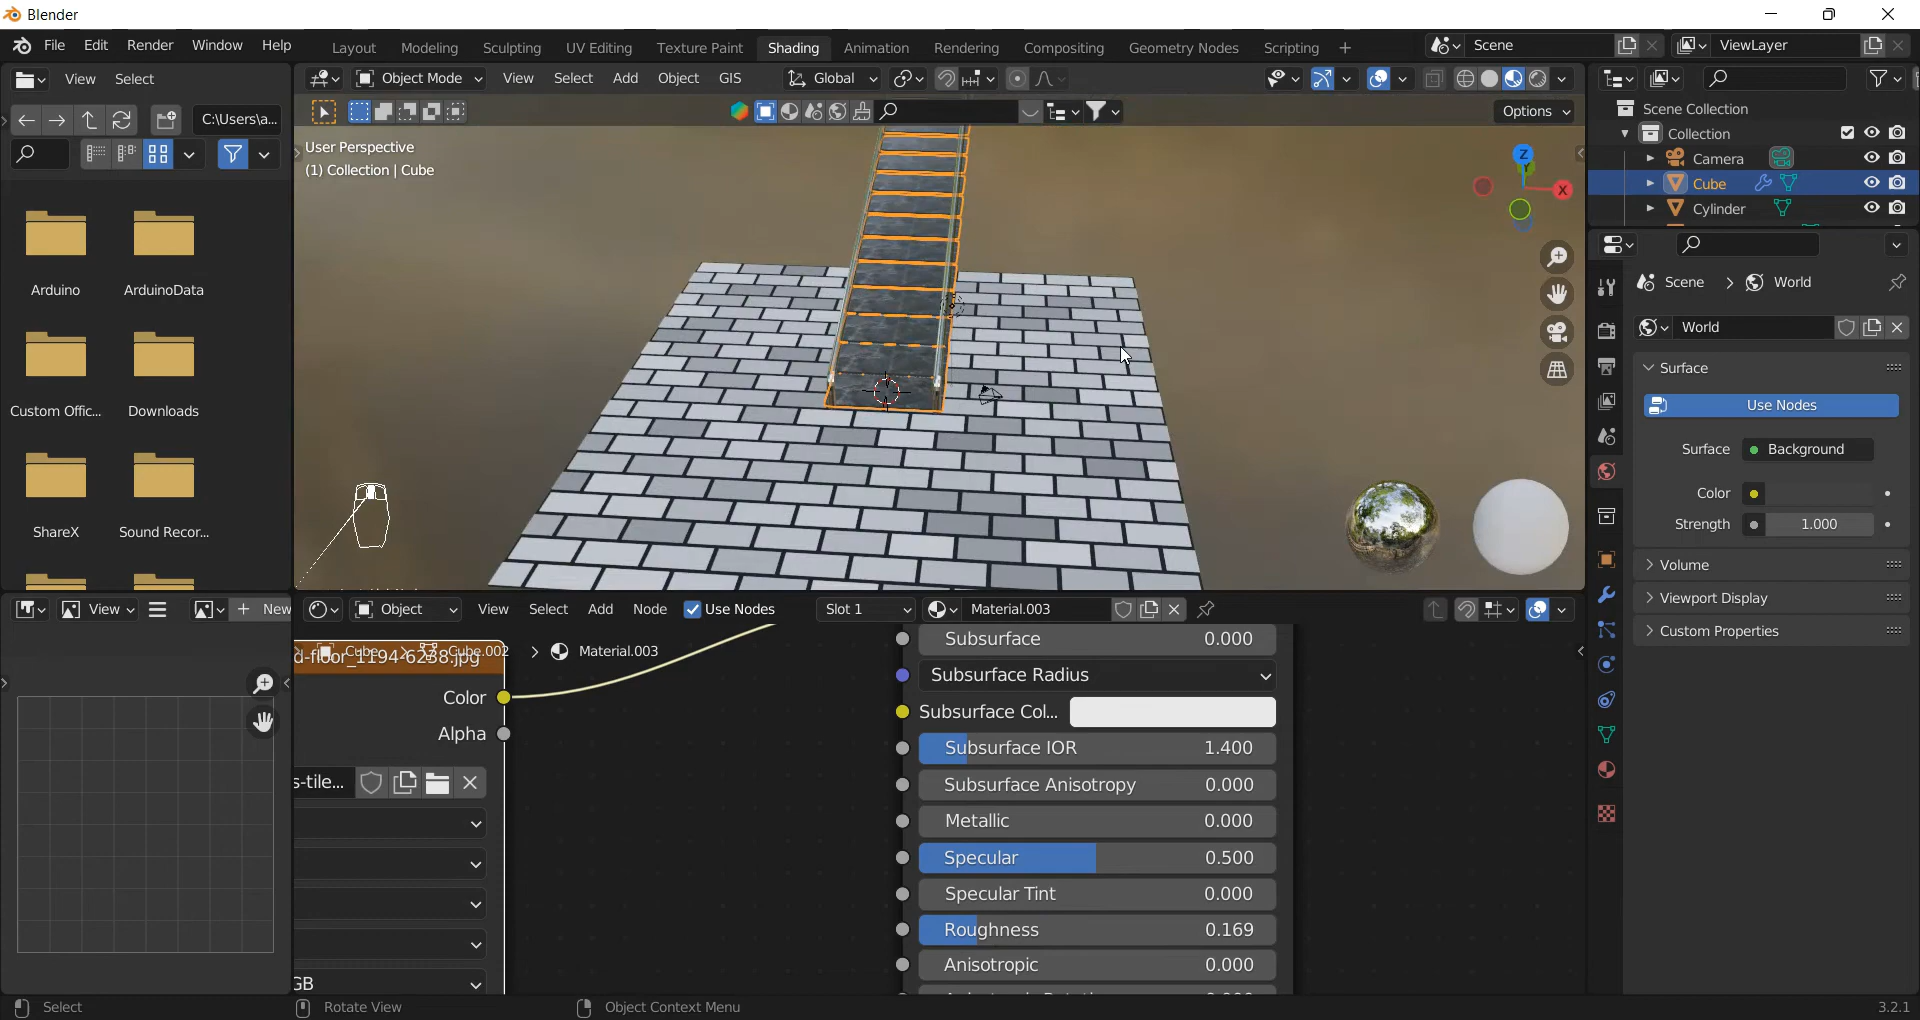 Blender
File Edit Render Window Help Layout Modeling Sculpting UV Editing Texture Paint Shading Animation Rendering Compositing Geometry Nodes Scripting + Scene ViewLayer
View Select
Object Mode View Select Add Object GIS Global
C:\Users\a...
Options
User Perspective
(1) Collection | Cube
Z
Y
X
Arduino ArduinoData
Custom Offic... Downloads
ShareX Sound Recor...
Scene Collection
Collection
Camera
Cube
Cylinder
Scene > World
World
Surface
Use Nodes
Surface Background
Color
Strength 1.000
Volume
Viewport Display
Custom Properties
View + New
Object View Select Add Node Use Nodes Slot 1 Material.003
Cube > Cube.002 > Material.003
d-floor_1194-6238.jpg
Color
Alpha
s-tile...
GB
Subsurface 0.000
Subsurface Radius
Subsurface Col...
Subsurface IOR 1.400
Subsurface Anisotropy 0.000
Metallic 0.000
Specular 0.500
Specular Tint 0.000
Roughness 0.169
Anisotropic 0.000
Select Rotate View Object Context Menu 3.2.1